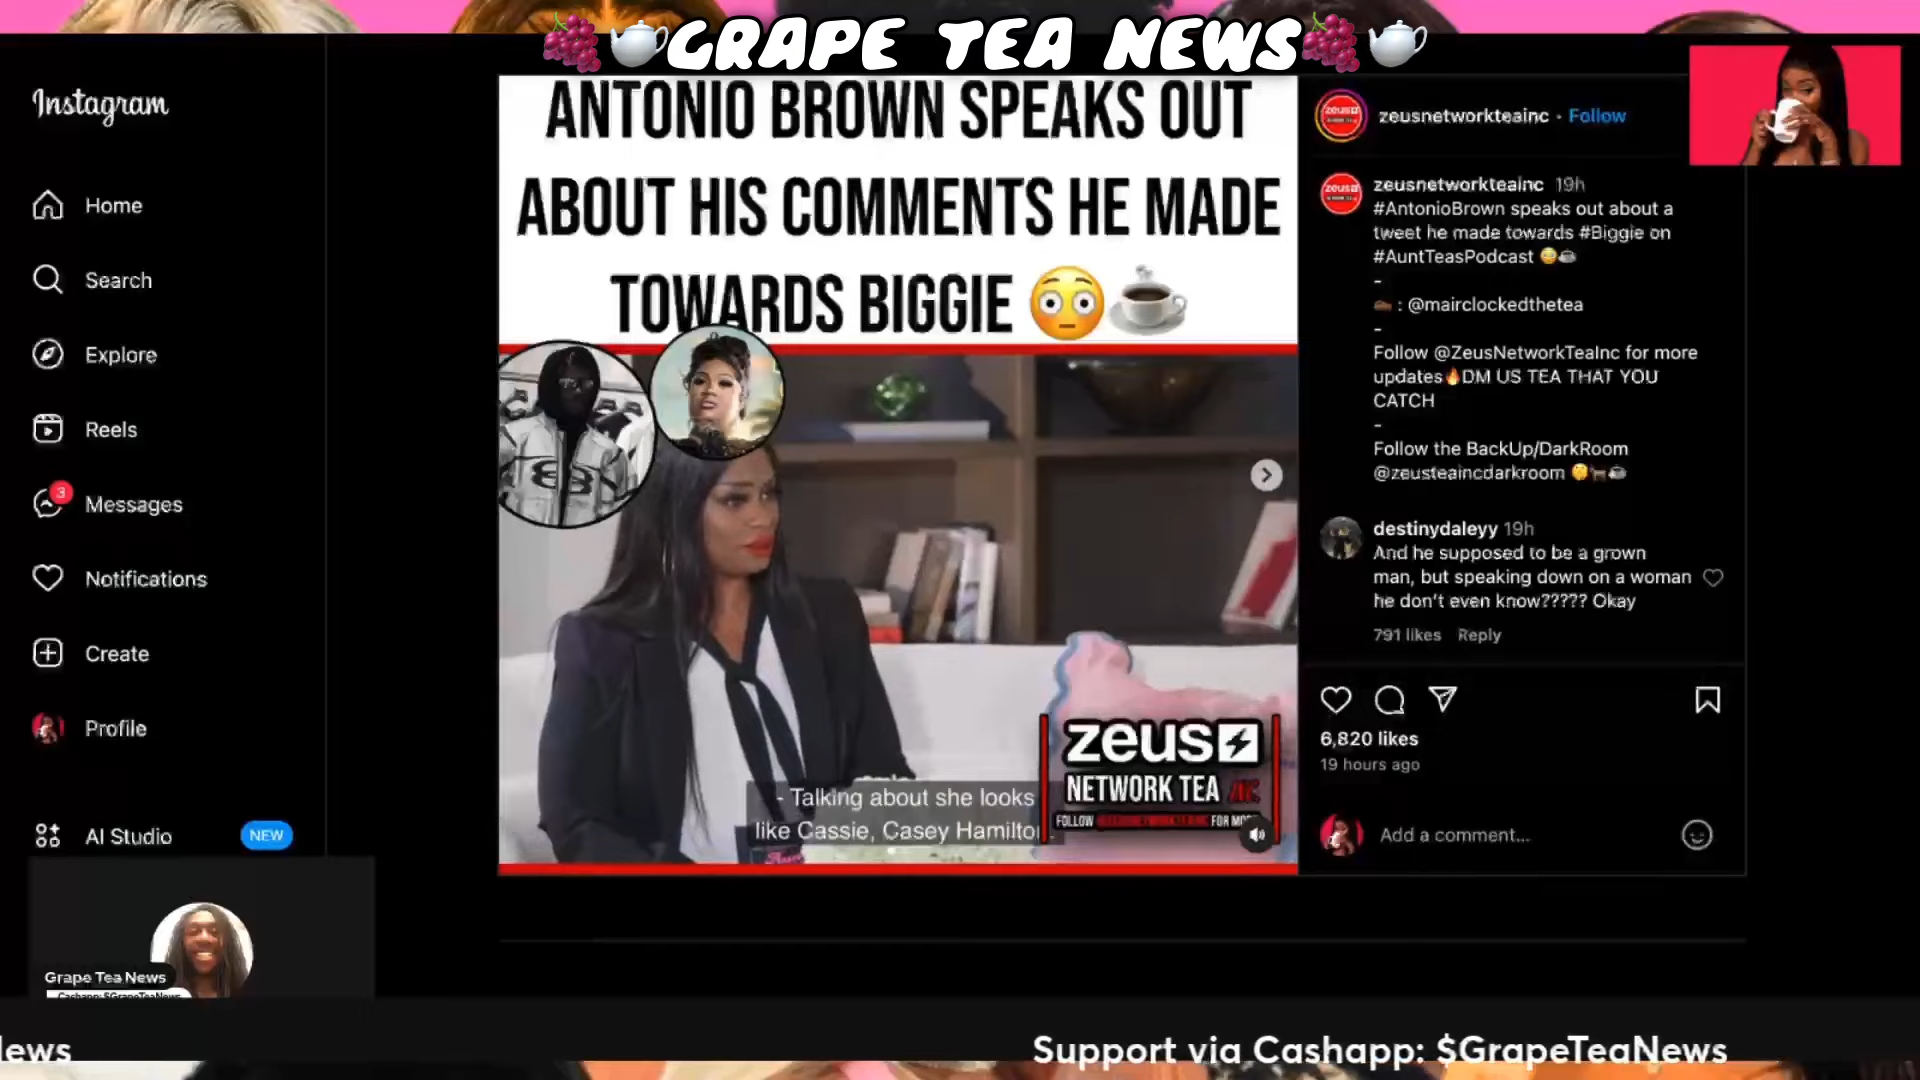 GRAPE TEA NEWS
Instagram
Home
Search
Explore
Reels
3
Messages
Notifications
Create
Profile
AI Studio
NEW
ANTONIO BROWN SPEAKS OUT
ABOUT HIS COMMENTS HE MADE
TOWARDS BIGGIE 😳☕
- Talking about she looks
like Cassie, Casey Hamilton
zeus
NETWORK TEA INC
FOLLOW
zeusnetworkteainc · Follow
zeusnetworkteainc 19h
#AntonioBrown speaks out about a
tweet he made towards #Biggie on
#AuntTeasPodcast 😳☕
-
: @mairclockedthetea
-
Follow @ZeusNetworkTeaInc for more
updates🔥DM US TEA THAT YOU
CATCH
-
Follow the BackUp/DarkRoom
@zeusteaincdarkroom
destinydaleyy 19h
And he supposed to be a grown
man, but speaking down on a woman
he don't even know????? Okay
791 likes Reply
6,820 likes
19 hours ago
Add a comment...
Grape Tea News
Cashapp: $GrapeTeaNews
Support via Cashapp: $GrapeTeaNews